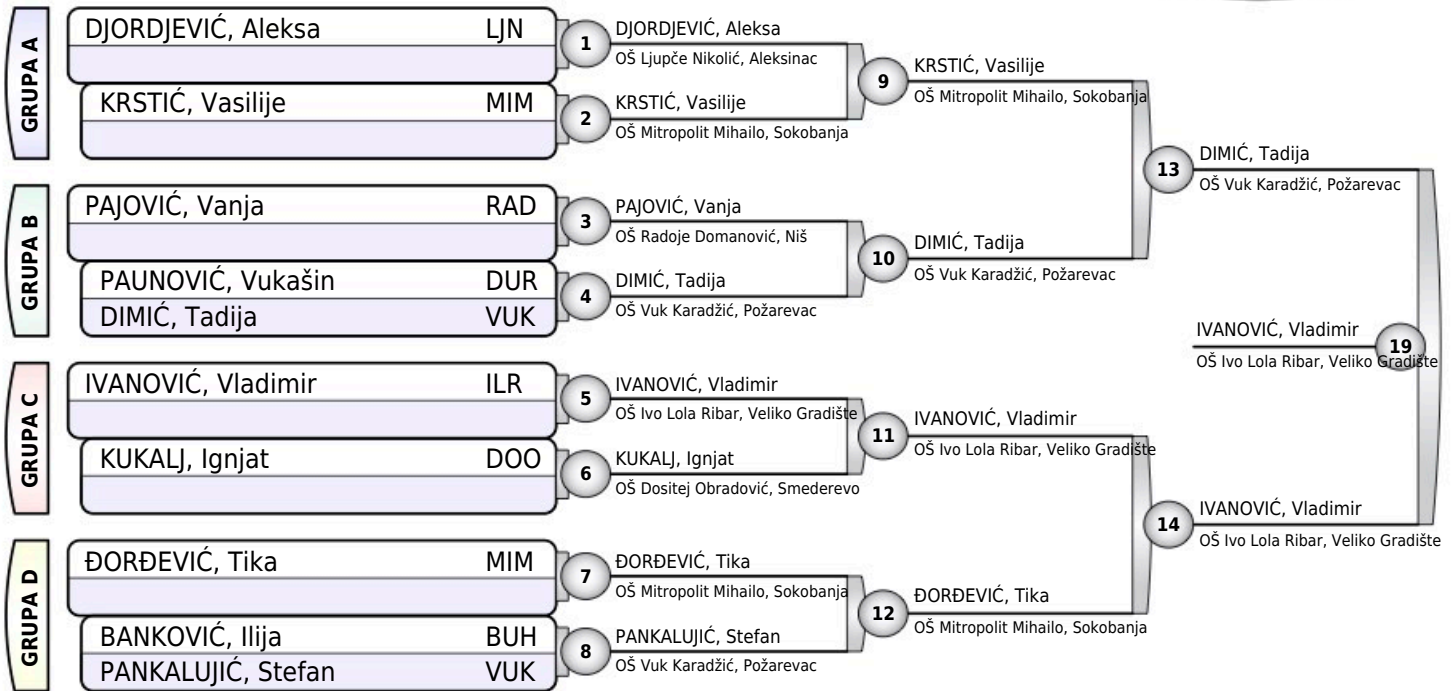 GRUPA A
DJORDJEVIĆ, Aleksa LJN
KRSTIĆ, Vasilije MIM
GRUPA B
PAJOVIĆ, Vanja RAD
PAUNOVIĆ, Vukašin DUR
DIMIĆ, Tadija VUK
GRUPA C
IVANOVIĆ, Vladimir ILR
KUKALJ, Ignjat DOO
GRUPA D
ĐORĐEVIĆ, Tika MIM
BANKOVIĆ, Ilija BUH
PANKALUJIĆ, Stefan VUK
1
DJORDJEVIĆ, Aleksa
OŠ Ljupče Nikolić, Aleksinac
2
KRSTIĆ, Vasilije
OŠ Mitropolit Mihailo, Sokobanja
3
PAJOVIĆ, Vanja
OŠ Radoje Domanović, Niš
4
DIMIĆ, Tadija
OŠ Vuk Karadžić, Požarevac
5
IVANOVIĆ, Vladimir
OŠ Ivo Lola Ribar, Veliko Gradište
6
KUKALJ, Ignjat
OŠ Dositej Obradović, Smederevo
7
ĐORĐEVIĆ, Tika
OŠ Mitropolit Mihailo, Sokobanja
8
PANKALUJIĆ, Stefan
OŠ Vuk Karadžić, Požarevac
9
KRSTIĆ, Vasilije
OŠ Mitropolit Mihailo, Sokobanja
10
DIMIĆ, Tadija
OŠ Vuk Karadžić, Požarevac
11
IVANOVIĆ, Vladimir
OŠ Ivo Lola Ribar, Veliko Gradište
12
ĐORĐEVIĆ, Tika
OŠ Mitropolit Mihailo, Sokobanja
13
DIMIĆ, Tadija
OŠ Vuk Karadžić, Požarevac
14
IVANOVIĆ, Vladimir
OŠ Ivo Lola Ribar, Veliko Gradište
19
IVANOVIĆ, Vladimir
OŠ Ivo Lola Ribar, Veliko Gradište